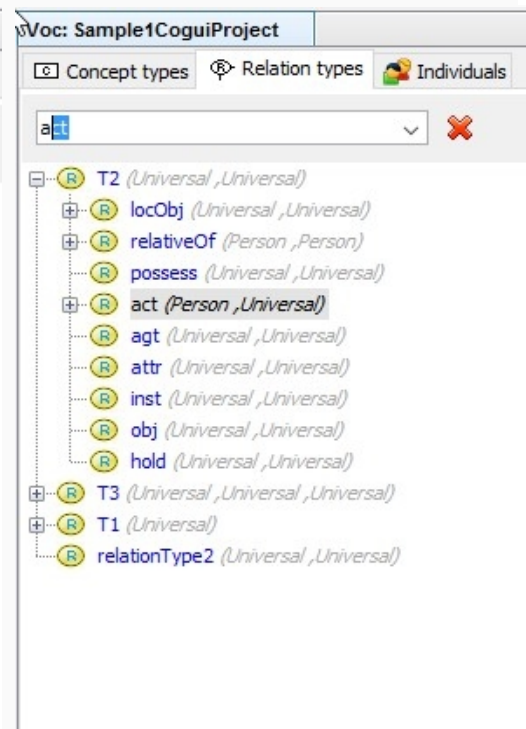 Voc: Sample1CoguiProject
C Concept types R Relation types Individuals
act
R T2 (Universal ,Universal)
R locObj (Universal ,Universal)
R relativeOf (Person ,Person)
R possess (Universal ,Universal)
R act (Person ,Universal)
R agt (Universal ,Universal)
R attr (Universal ,Universal)
R inst (Universal ,Universal)
R obj (Universal ,Universal)
R hold (Universal ,Universal)
R T3 (Universal ,Universal ,Universal)
R T1 (Universal)
R relationType2 (Universal ,Universal)